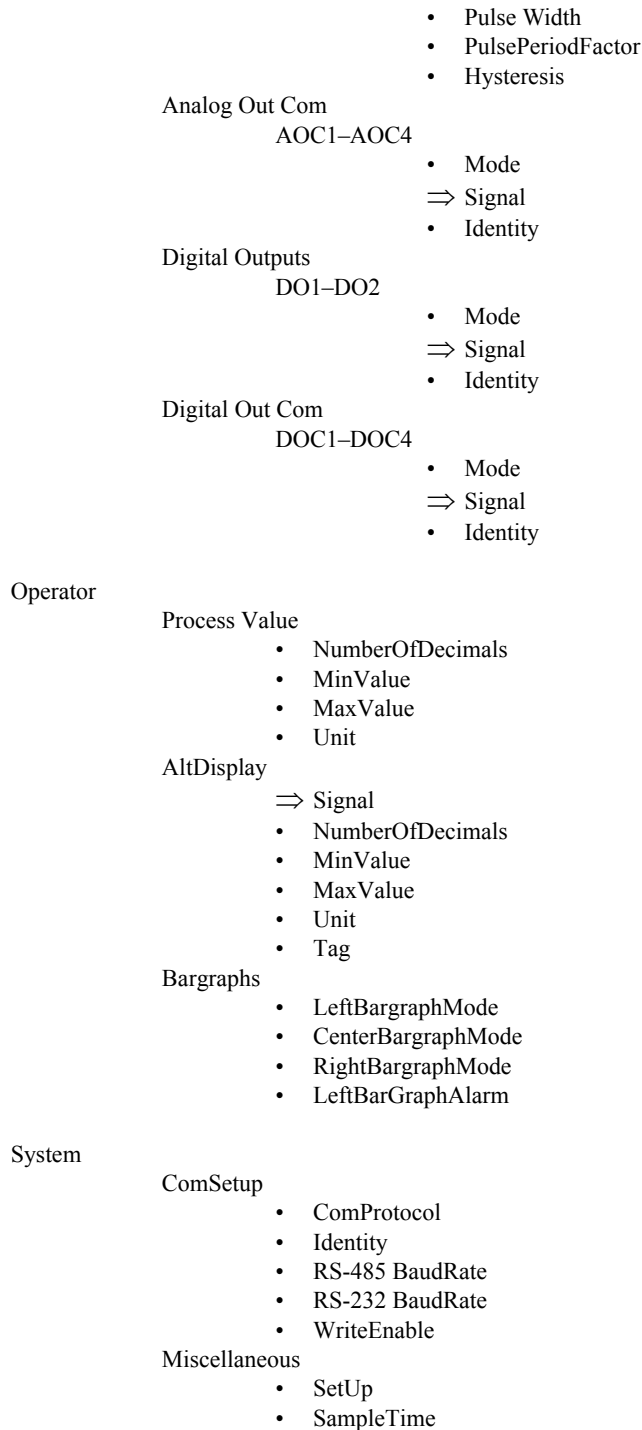 • Pulse Width
• PulsePeriodFactor
• Hysteresis
Analog Out Com
AOC1–AOC4
• Mode
⇒ Signal
• Identity
Digital Outputs
DO1–DO2
• Mode
⇒ Signal
• Identity
Digital Out Com
DOC1–DOC4
• Mode
⇒ Signal
• Identity
Operator
Process Value
• NumberOfDecimals
• MinValue
• MaxValue
• Unit
AltDisplay
⇒ Signal
• NumberOfDecimals
• MinValue
• MaxValue
• Unit
• Tag
Bargraphs
• LeftBargraphMode
• CenterBargraphMode
• RightBargraphMode
• LeftBarGraphAlarm
System
ComSetup
• ComProtocol
• Identity
• RS-485 BaudRate
• RS-232 BaudRate
• WriteEnable
Miscellaneous
• SetUp
• SampleTime